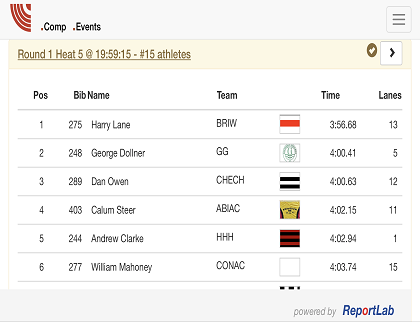 .Comp .Events
Round 1 Heat 5 @ 19:59:15 - #15 athletes
Pos Bib Name Team Time Lanes
1 275 Harry Lane BRIW 3:56.68 13
2 248 George Dollner GG 4:00.41 5
3 289 Dan Owen CHECH 4:00.63 12
4 403 Calum Steer ABIAC 4:02.15 11
5 244 Andrew Clarke HHH 4:02.94 1
6 277 William Mahoney CONAC 4:03.74 15
powered by ReportLab